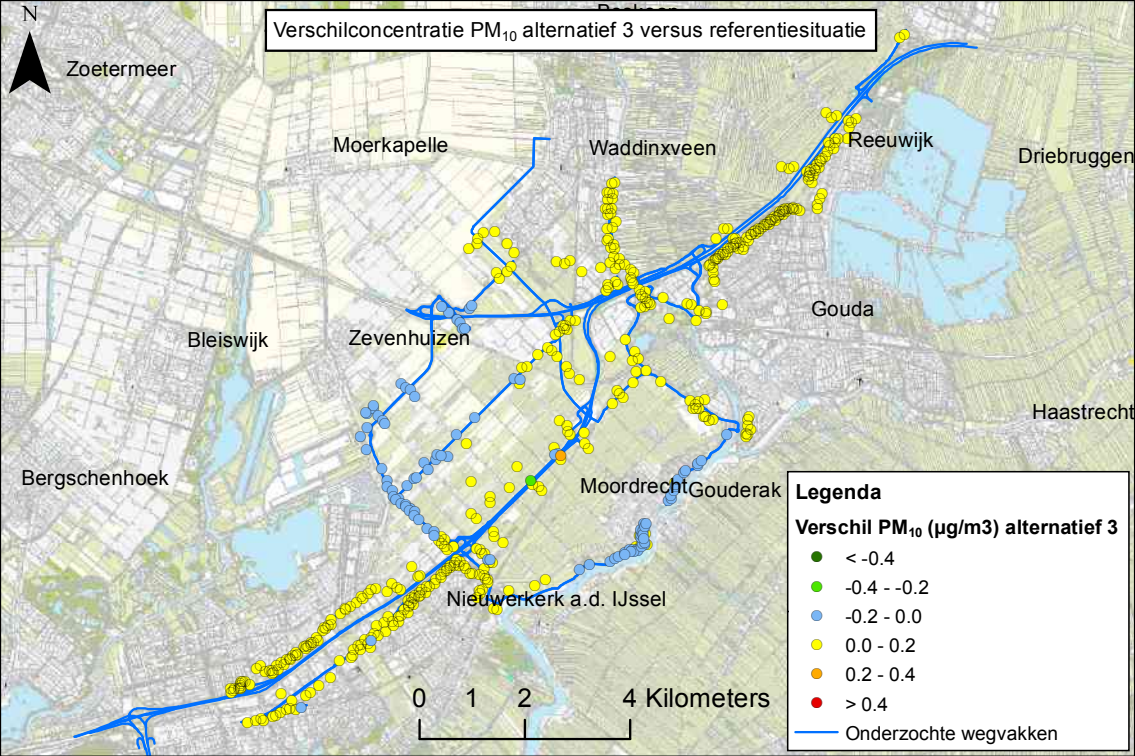 N
Verschilconcentratie PM₁₀ alternatief 3 versus referentiesituatie
Zoetermeer
Moerkapelle
Waddinxveen
Reeuwijk
Driebruggen
Gouda
Bleiswijk
Zevenhuizen
Haastrecht
Bergschenhoek
Moordrecht
Gouderak
Nieuwerkerk a.d. IJssel
0 1 2 4 Kilometers
Legenda
Verschil PM₁₀ (µg/m3) alternatief 3
< -0.4
-0.4 - -0.2
-0.2 - 0.0
0.0 - 0.2
0.2 - 0.4
> 0.4
Onderzochte wegvakken